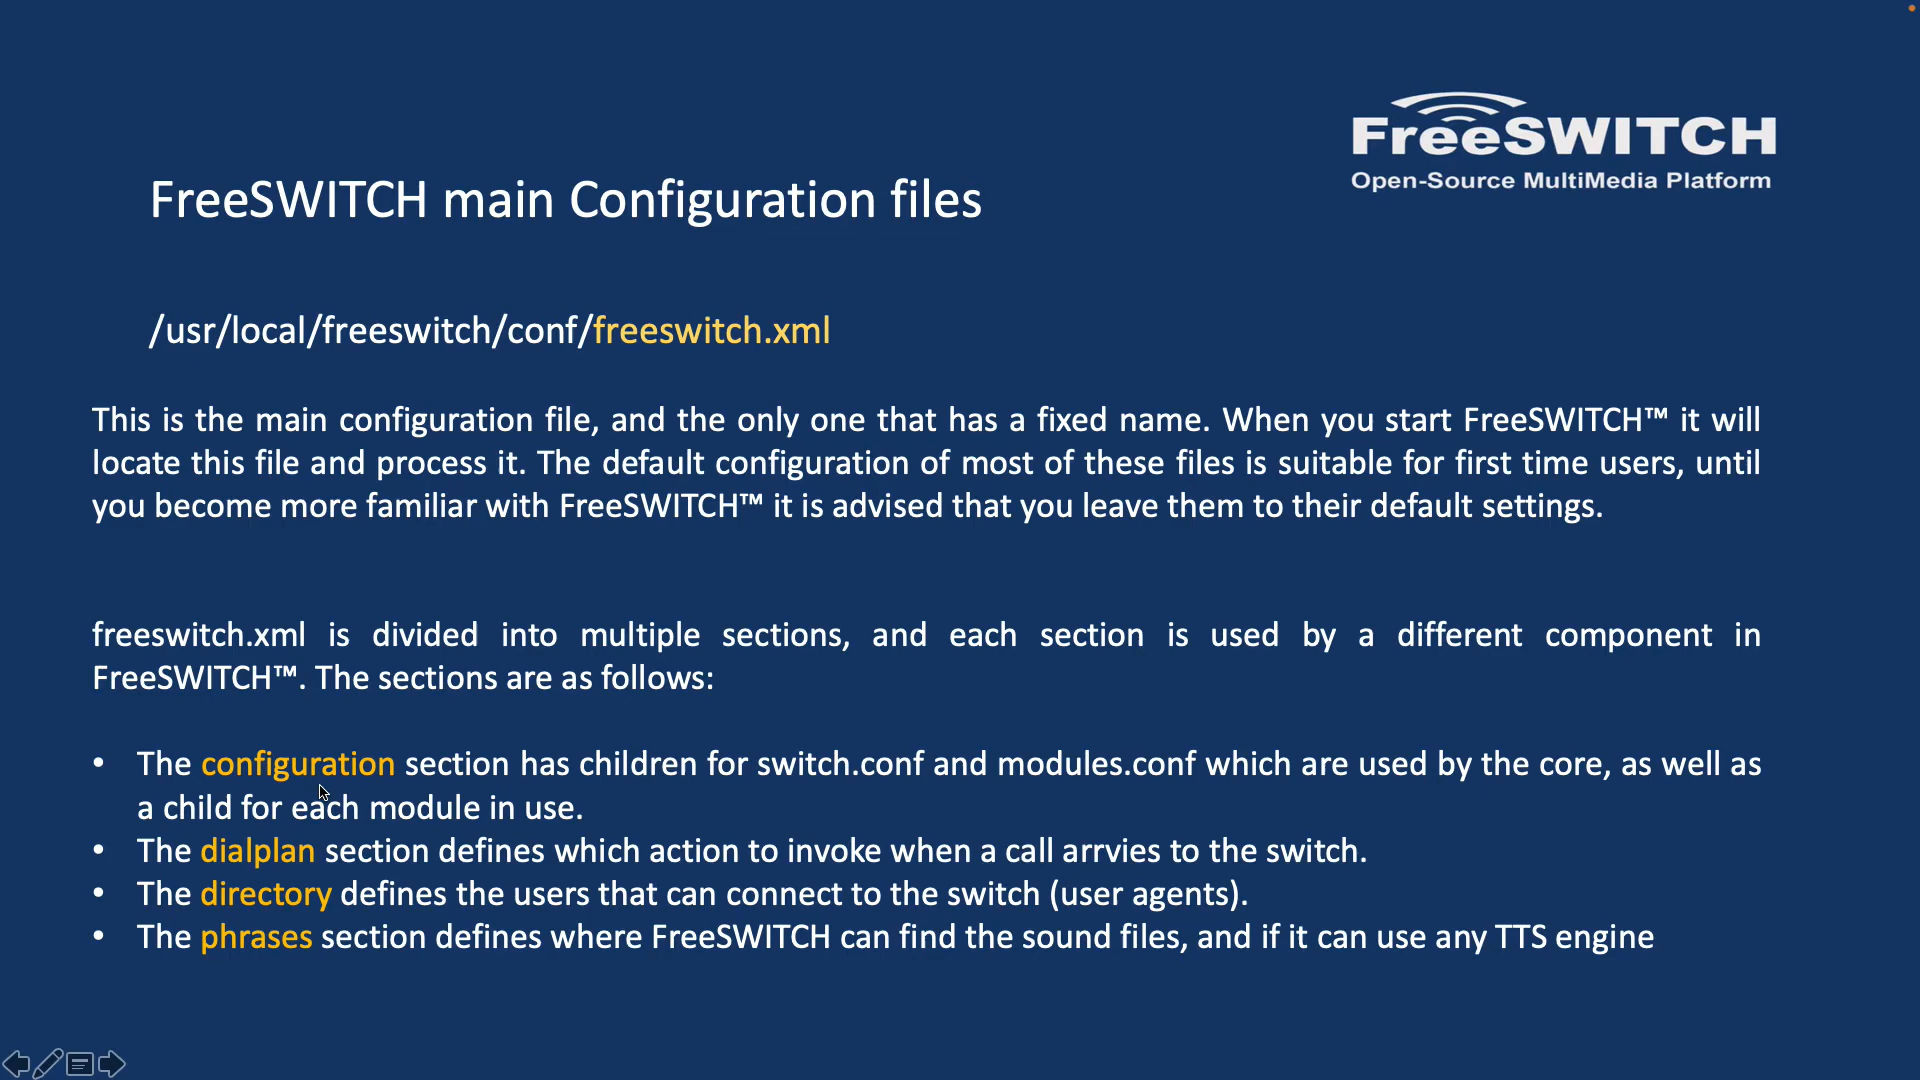 FreeSWITCH
Open-Source MultiMedia Platform
FreeSWITCH main Configuration files
/usr/local/freeswitch/conf/freeswitch.xml
This is the main configuration file, and the only one that has a fixed name. When you start FreeSWITCH™ it will
locate this file and process it. The default configuration of most of these files is suitable for first time users, until
you become more familiar with FreeSWITCH™ it is advised that you leave them to their default settings.
freeswitch.xml is divided into multiple sections, and each section is used by a different component in
FreeSWITCH™. The sections are as follows:
• The configuration section has children for switch.conf and modules.conf which are used by the core, as well as
a child for each module in use.
• The dialplan section defines which action to invoke when a call arrvies to the switch.
• The directory defines the users that can connect to the switch (user agents).
• The phrases section defines where FreeSWITCH can find the sound files, and if it can use any TTS engine